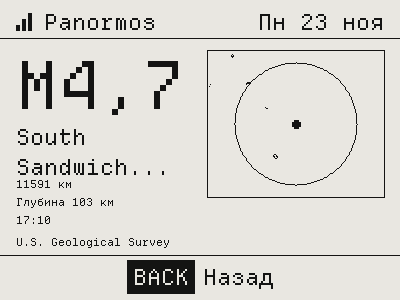 Panormos
Пн 23 ноя
M4,7
South
Sandwich...
11591 км
Глубина 103 км
17:10
U.S. Geological Survey
BACK Назад